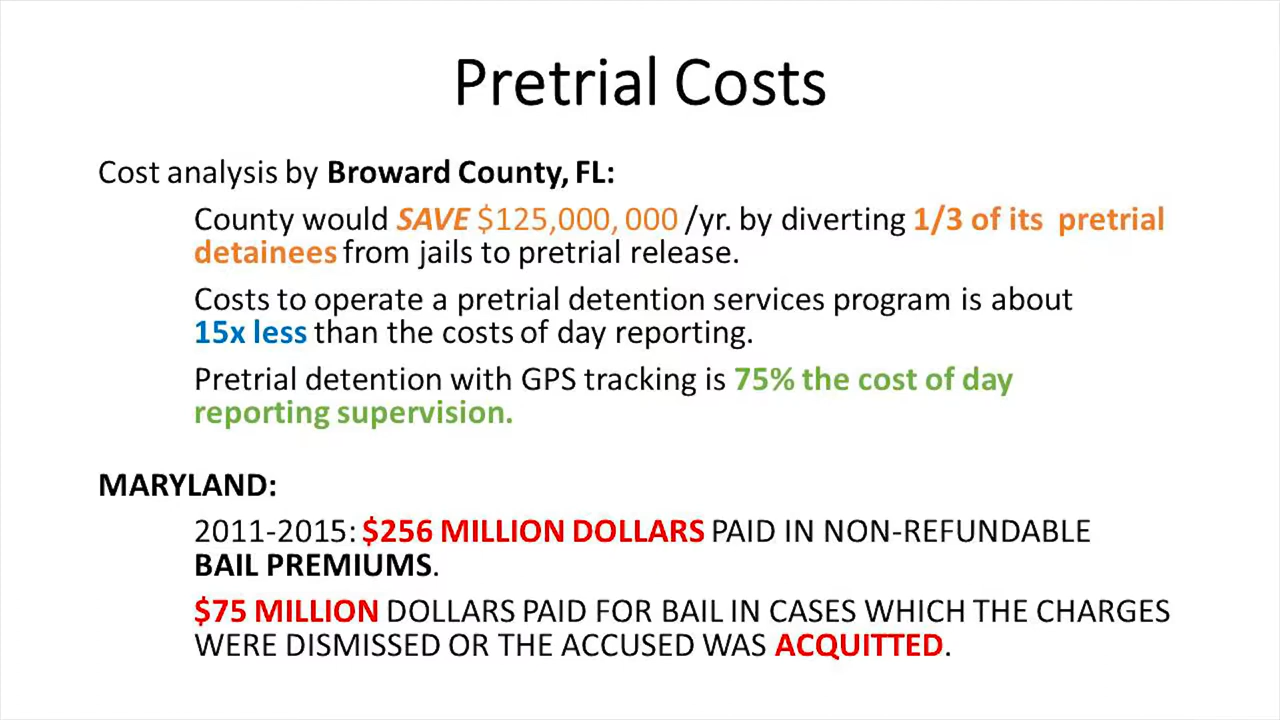 Pretrial Costs
Cost analysis by Broward County, FL:
County would SAVE $125,000, 000 /yr. by diverting 1/3 of its pretrial
detainees from jails to pretrial release.
Costs to operate a pretrial detention services program is about
15x less than the costs of day reporting.
Pretrial detention with GPS tracking is 75% the cost of day
reporting supervision.
MARYLAND:
2011-2015: $256 MILLION DOLLARS PAID IN NON-REFUNDABLE
BAIL PREMIUMS.
$75 MILLION DOLLARS PAID FOR BAIL IN CASES WHICH THE CHARGES
WERE DISMISSED OR THE ACCUSED WAS ACQUITTED.